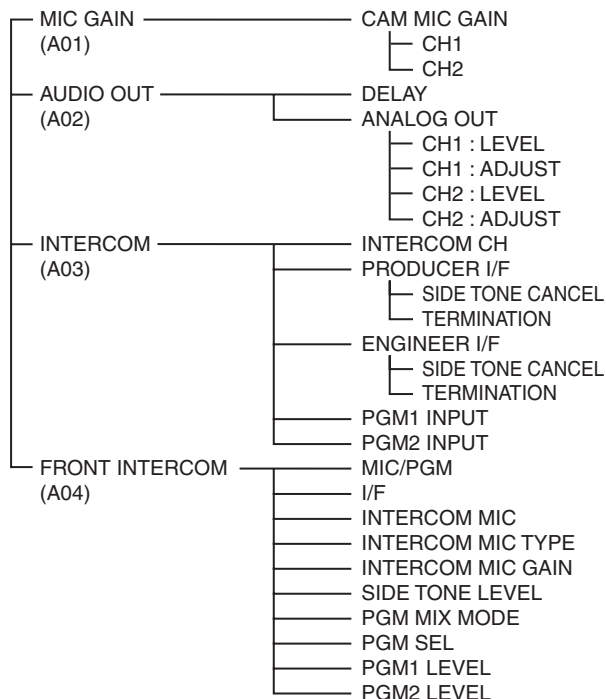 MIC GAIN
(A01)
CAM MIC GAIN
CH1
CH2
AUDIO OUT
(A02)
DELAY
ANALOG OUT
CH1 : LEVEL
CH1 : ADJUST
CH2 : LEVEL
CH2 : ADJUST
INTERCOM
(A03)
INTERCOM CH
PRODUCER I/F
SIDE TONE CANCEL
TERMINATION
ENGINEER I/F
SIDE TONE CANCEL
TERMINATION
PGM1 INPUT
PGM2 INPUT
FRONT INTERCOM
(A04)
MIC/PGM
I/F
INTERCOM MIC
INTERCOM MIC TYPE
INTERCOM MIC GAIN
SIDE TONE LEVEL
PGM MIX MODE
PGM SEL
PGM1 LEVEL
PGM2 LEVEL